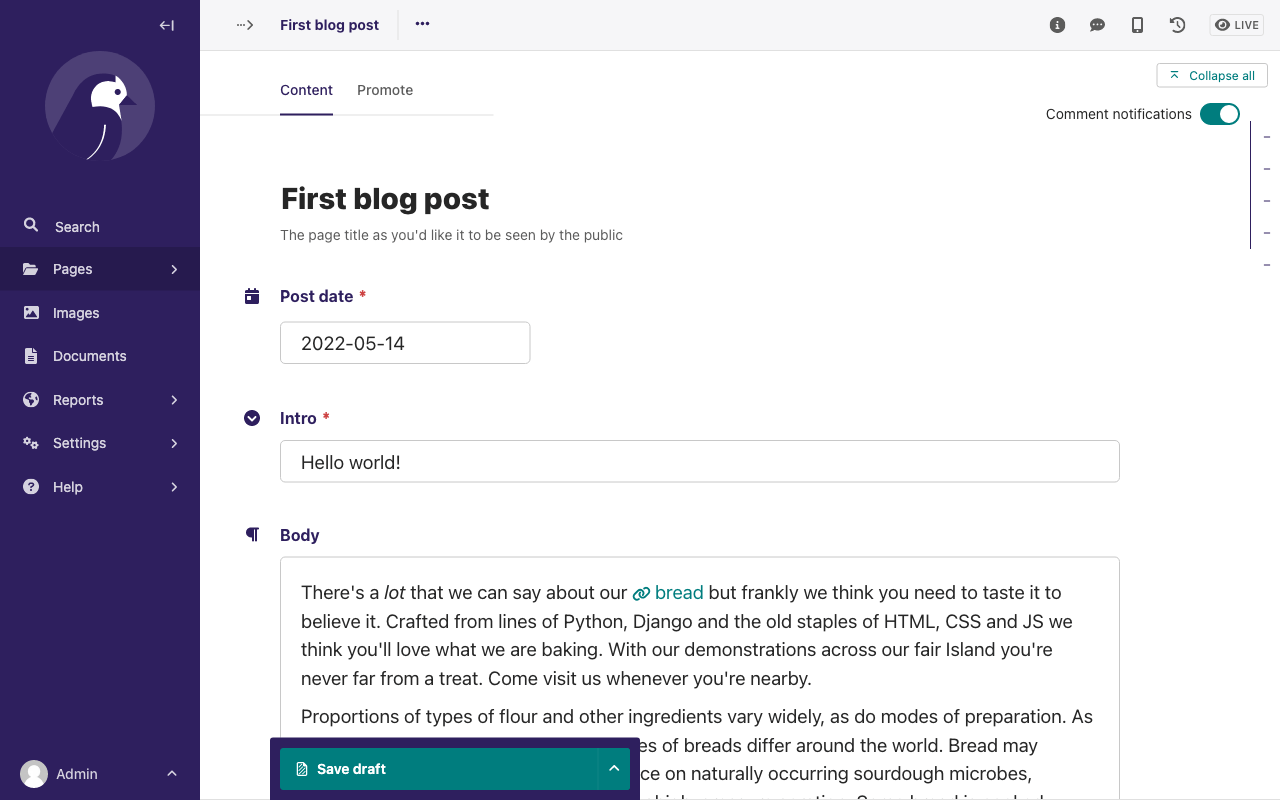 First blog post
LIVE
Content
Promote
Collapse all
Comment notifications
Search
Pages
Images
Documents
Reports
Settings
Help
Admin
First blog post
The page title as you'd like it to be seen by the public
Post date *
2022-05-14
Intro *
Hello world!
Body
There's a lot that we can say about our bread but frankly we think you need to taste it to
believe it. Crafted from lines of Python, Django and the old staples of HTML, CSS and JS we
think you'll love what we are baking. With our demonstrations across our fair Island you're
never far from a treat. Come visit us whenever you're nearby.
Proportions of types of flour and other ingredients vary widely, as do modes of preparation. As
of breads differ around the world. Bread may
on naturally occurring sourdough microbes,
Save draft